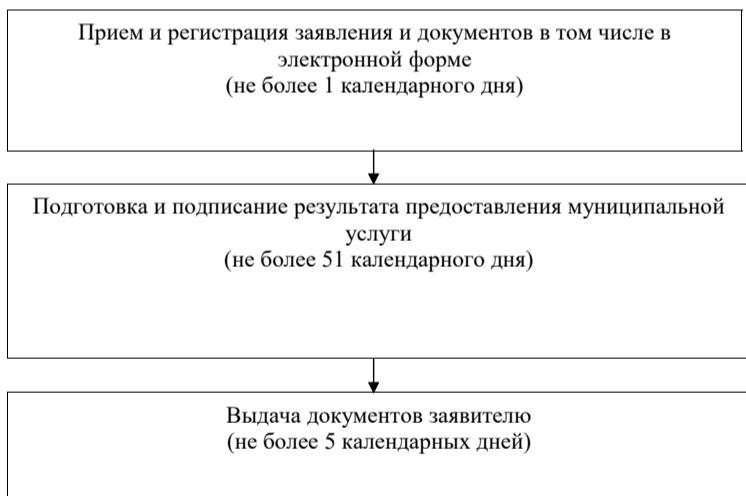 Прием и регистрация заявления и документов в том числе в
электронной форме
(не более 1 календарного дня)
Подготовка и подписание результата предоставления муниципальной
услуги
(не более 51 календарного дня)
Выдача документов заявителю
(не более 5 календарных дней)